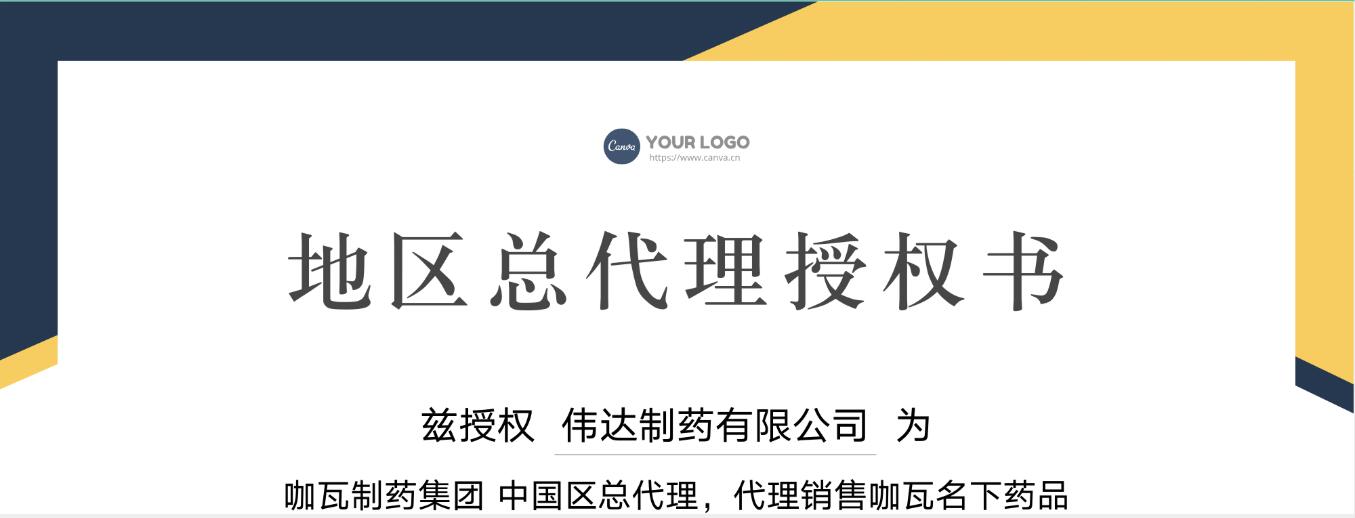 Canva YOUR LOGO
https://www.canva.cn
地区总代理授权书
兹授权 伟达制药有限公司 为
咖瓦制药集团 中国区总代理，代理销售咖瓦名下药品